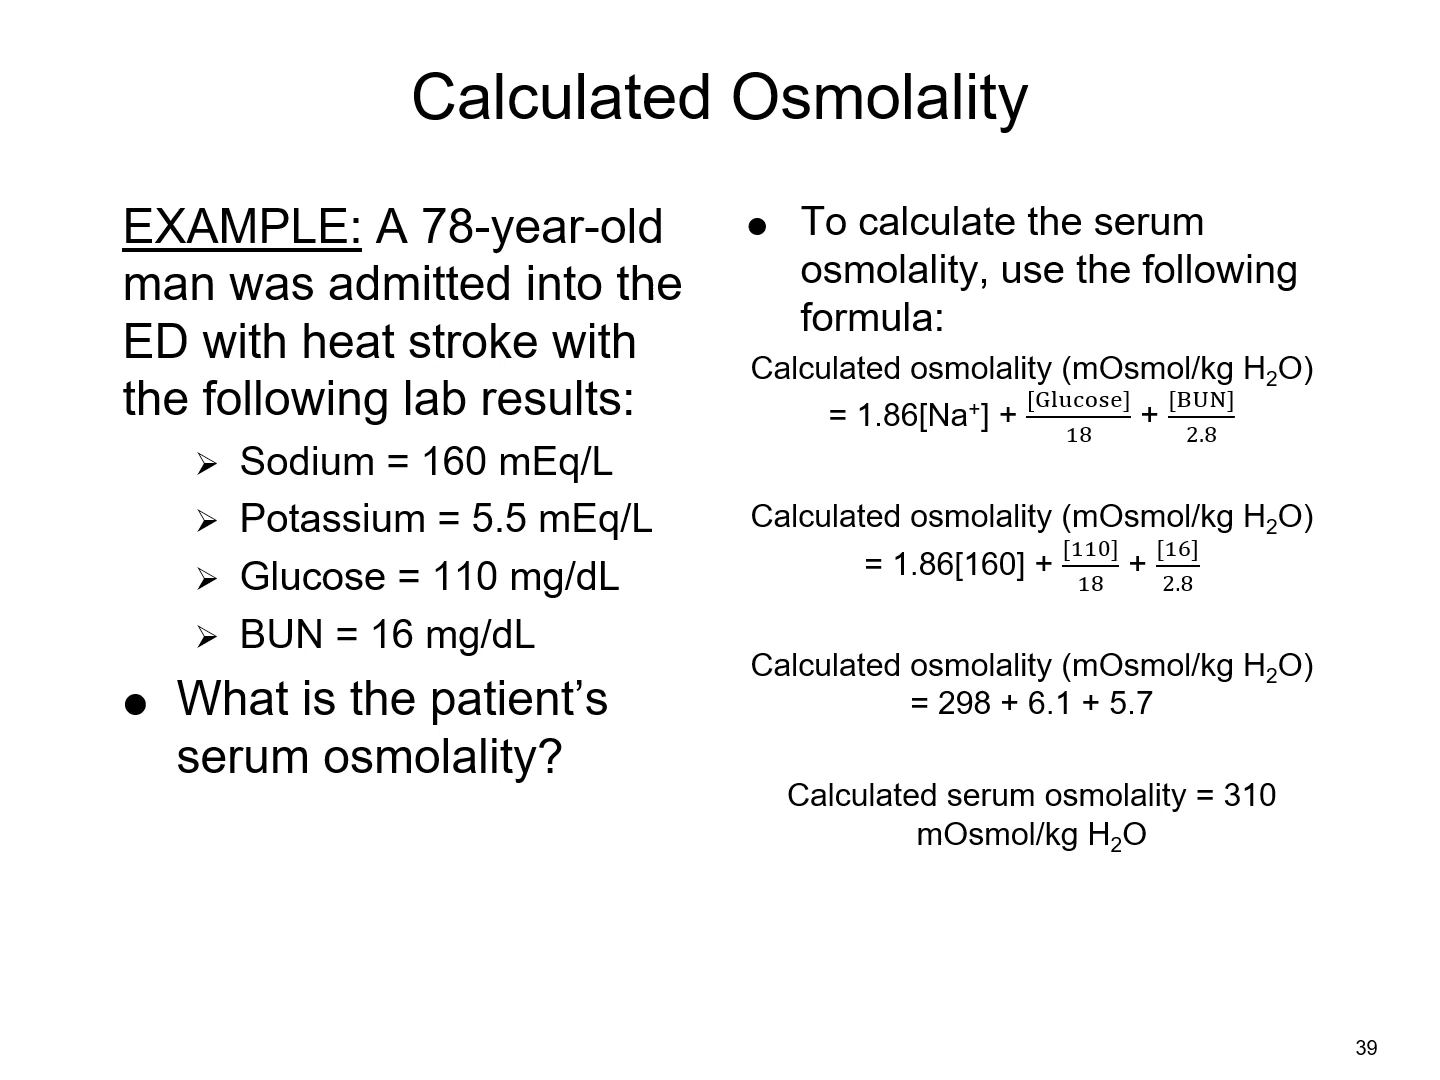 Calculated Osmolality
EXAMPLE: A 78-year-old
man was admitted into the
ED with heat stroke with
the following lab results:
➢ Sodium = 160 mEq/L
➢ Potassium = 5.5 mEq/L
➢ Glucose = 110 mg/dL
➢ BUN = 16 mg/dL
● What is the patient’s
serum osmolality?
● To calculate the serum
osmolality, use the following
formula:
Calculated osmolality (mOsmol/kg H₂O)
= 1.86[Na⁺] + [Glucose]/18 + [BUN]/2.8
Calculated osmolality (mOsmol/kg H₂O)
= 1.86[160] + [110]/18 + [16]/2.8
Calculated osmolality (mOsmol/kg H₂O)
= 298 + 6.1 + 5.7
Calculated serum osmolality = 310
mOsmol/kg H₂O
39